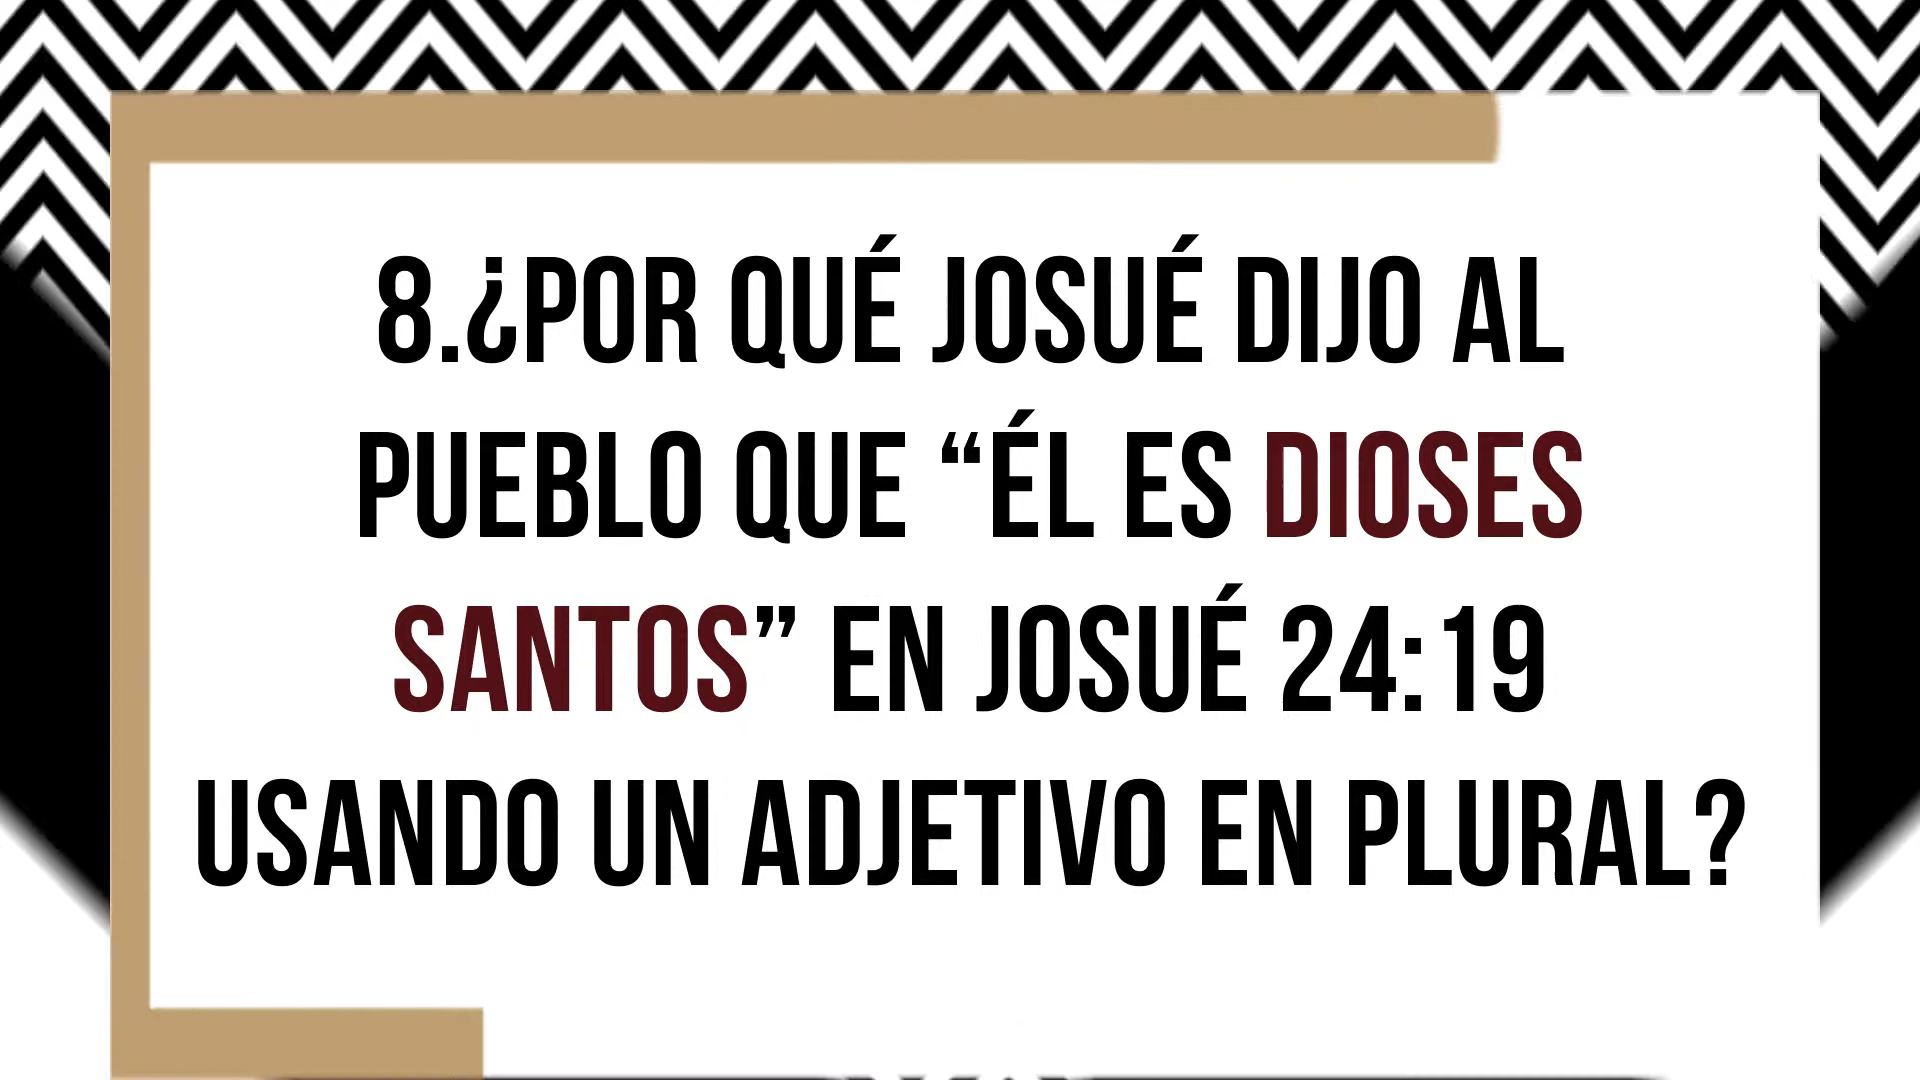 8.¿POR QUÉ JOSUÉ DIJO AL
PUEBLO QUE “ÉL ES DIOSES
SANTOS” EN JOSUÉ 24:19
USANDO UN ADJETIVO EN PLURAL?